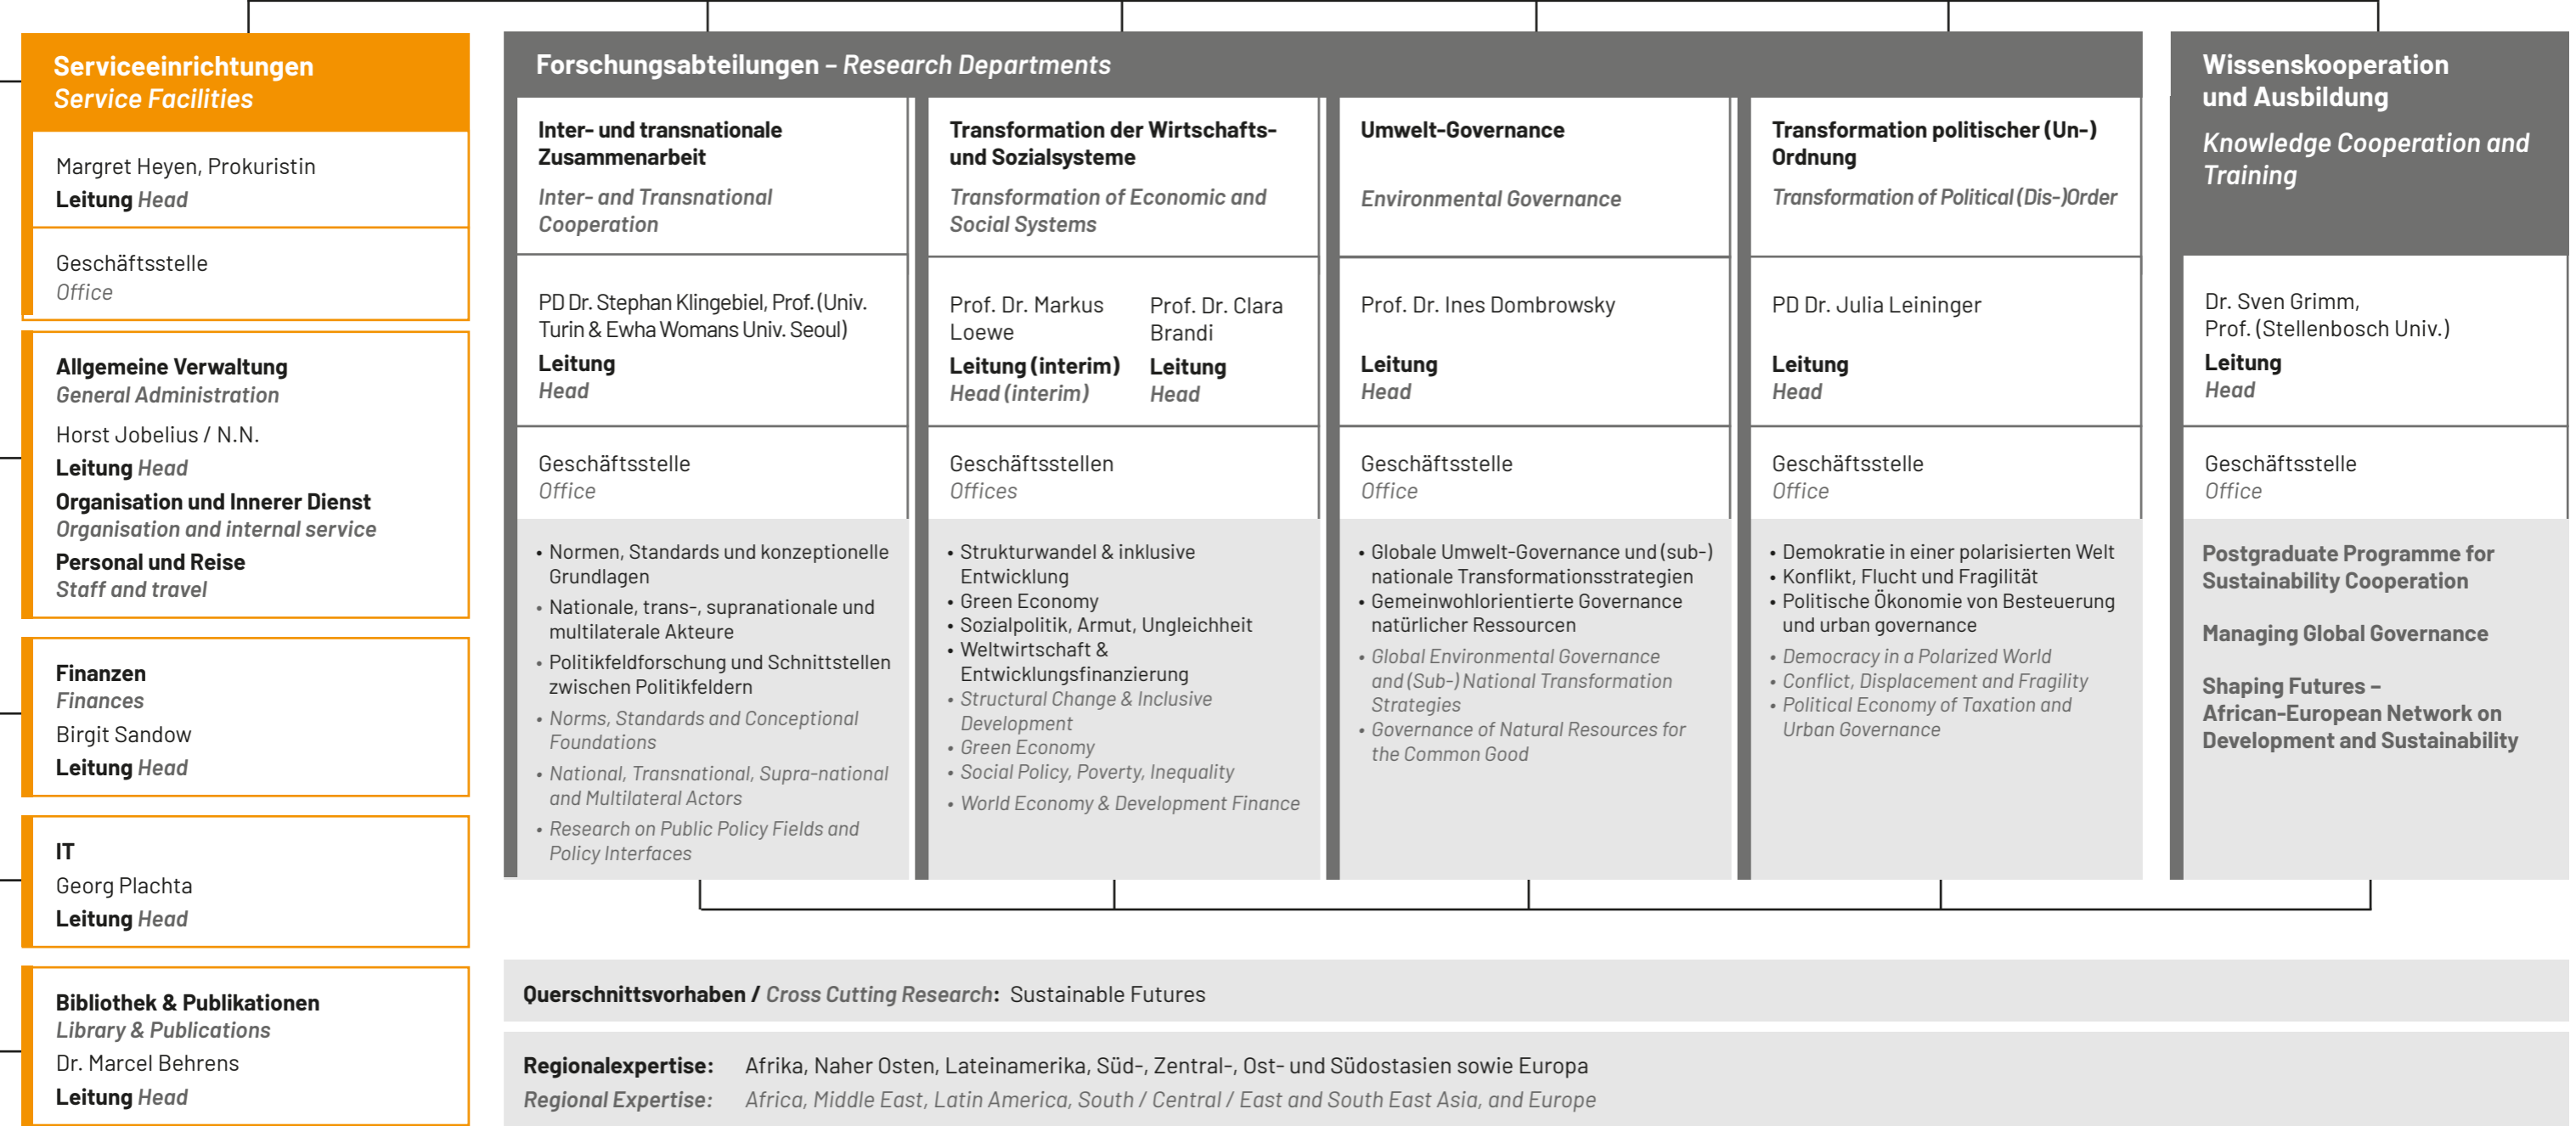 Serviceeinrichtungen
Service Facilities
Margret Heyen, Prokuristin
Leitung Head
Geschäftsstelle
Office
Allgemeine Verwaltung
General Administration
Horst Jobelius / N.N.
Leitung Head
Organisation und Innerer Dienst
Organisation and internal service
Personal und Reise
Staff and travel
Finanzen
Finances
Birgit Sandow
Leitung Head
IT
Georg Plachta
Leitung Head
Bibliothek & Publikationen
Library & Publications
Dr. Marcel Behrens
Leitung Head
Forschungsabteilungen – Research Departments
Inter- und transnationale
Zusammenarbeit
Inter- and Transnational
Cooperation
PD Dr. Stephan Klingebiel, Prof. (Univ.
Turin & Ewha Womans Univ. Seoul)
Leitung
Head
Geschäftsstelle
Office
• Normen, Standards und konzeptionelle
Grundlagen
• Nationale, trans-, supranationale und
multilaterale Akteure
• Politikfeldforschung und Schnittstellen
zwischen Politikfeldern
• Norms, Standards and Conceptional
Foundations
• National, Transnational, Supra-national
and Multilateral Actors
• Research on Public Policy Fields and
Policy Interfaces
Transformation der Wirtschafts-
und Sozialsysteme
Transformation of Economic and
Social Systems
Prof. Dr. Markus
Loewe
Leitung (interim)
Head (interim)
Prof. Dr. Clara
Brandi
Leitung
Head
Geschäftsstellen
Offices
• Strukturwandel & inklusive
Entwicklung
• Green Economy
• Sozialpolitik, Armut, Ungleichheit
• Weltwirtschaft &
Entwicklungsfinanzierung
• Structural Change & Inclusive
Development
• Green Economy
• Social Policy, Poverty, Inequality
• World Economy & Development Finance
Umwelt-Governance
Environmental Governance
Prof. Dr. Ines Dombrowsky
Leitung
Head
Geschäftsstelle
Office
• Globale Umwelt-Governance und (sub-)
nationale Transformationsstrategien
• Gemeinwohlorientierte Governance
natürlicher Ressourcen
• Global Environmental Governance
and (Sub-) National Transformation
Strategies
• Governance of Natural Resources for
the Common Good
Transformation politischer (Un-)
Ordnung
Transformation of Political (Dis-)Order
PD Dr. Julia Leininger
Leitung
Head
Geschäftsstelle
Office
• Demokratie in einer polarisierten Welt
• Konflikt, Flucht und Fragilität
• Politische Ökonomie von Besteuerung
und urban governance
• Democracy in a Polarized World
• Conflict, Displacement and Fragility
• Political Economy of Taxation and
Urban Governance
Wissenskooperation
und Ausbildung
Knowledge Cooperation and
Training
Dr. Sven Grimm,
Prof. (Stellenbosch Univ.)
Leitung
Head
Geschäftsstelle
Office
Postgraduate Programme for
Sustainability Cooperation
Managing Global Governance
Shaping Futures –
African-European Network on
Development and Sustainability
Querschnittsvorhaben / Cross Cutting Research: Sustainable Futures
Regionalexpertise: Afrika, Naher Osten, Lateinamerika, Süd-, Zentral-, Ost- und Südostasien sowie Europa
Regional Expertise: Africa, Middle East, Latin America, South / Central / East and South East Asia, and Europe